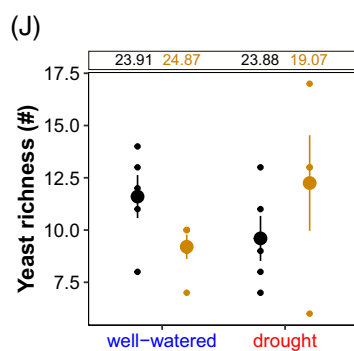 (J)
23.91 24.87 23.88 19.07
Yeast richness (#)
17.5
15.0
12.5
10.0
7.5
well-watered drought